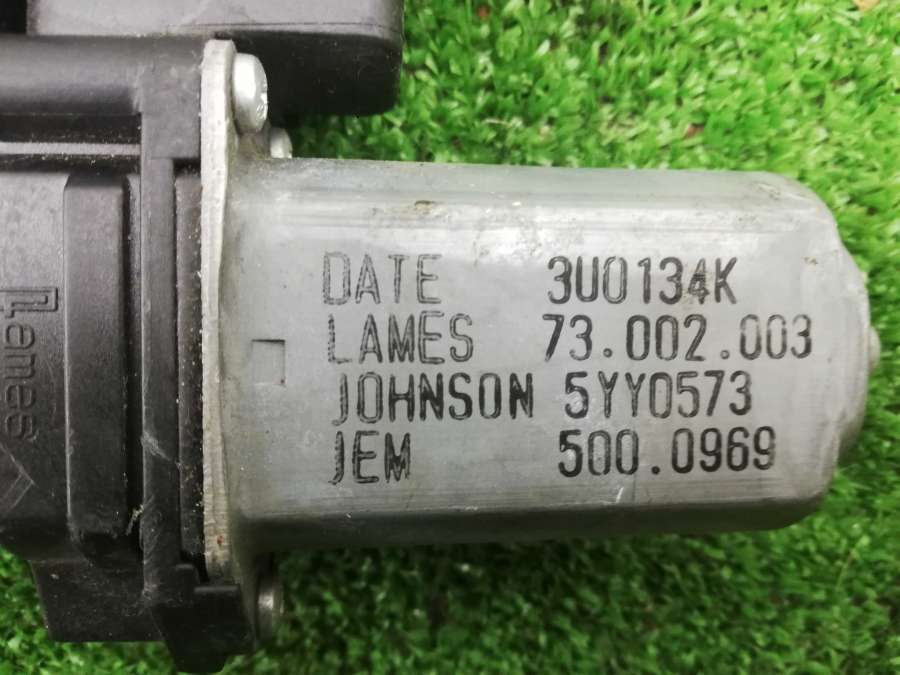 DATE 3U0134K
LAMES 73.002.003
JOHNSON 5YY0573
JEM 500.0969
Lames